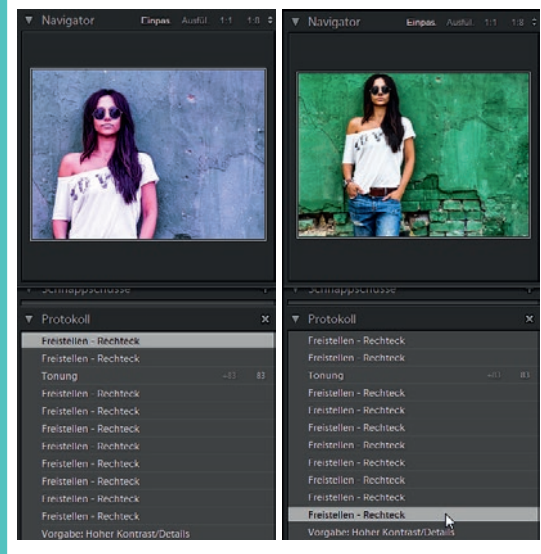 Navigator Einpas. Ausfül. 1:1 1:8
Schnappschüsse
Protokoll
Freistellen - Rechteck
Freistellen - Rechteck
Tonung +83 83
Freistellen - Rechteck
Freistellen - Rechteck
Freistellen - Rechteck
Freistellen - Rechteck
Freistellen - Rechteck
Freistellen - Rechteck
Freistellen - Rechteck
Freistellen - Rechteck
Vorgabe: Hoher Kontrast/Details
Navigator Einpas. Ausfül. 1:1 1:8
Schnappschüsse
Protokoll
Freistellen - Rechteck
Freistellen - Rechteck
Tonung +83 83
Freistellen - Rechteck
Freistellen - Rechteck
Freistellen - Rechteck
Freistellen - Rechteck
Freistellen - Rechteck
Freistellen - Rechteck
Freistellen - Rechteck
Freistellen - Rechteck
Vorgabe: Hoher Kontrast/Details